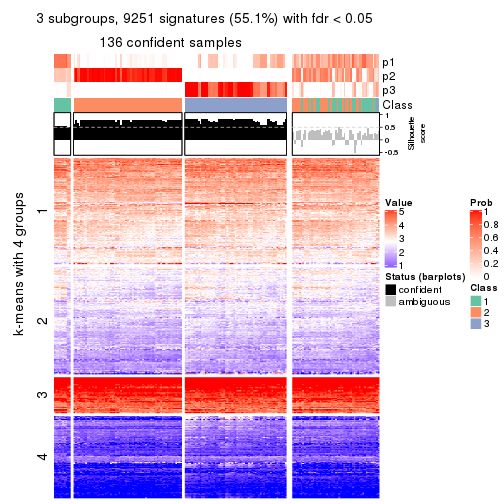 3 subgroups, 9251 signatures (55.1%) with fdr < 0.05
136 confident samples
p1
p2
p3
Class
1
0.5
0
-0.5
Silhouette
score
k-means with 4 groups
1
2
3
4
Value
5
4
3
2
1
Status (barplots)
confident
ambiguous
Prob
1
0.8
0.6
0.4
0.2
0
Class
1
2
3